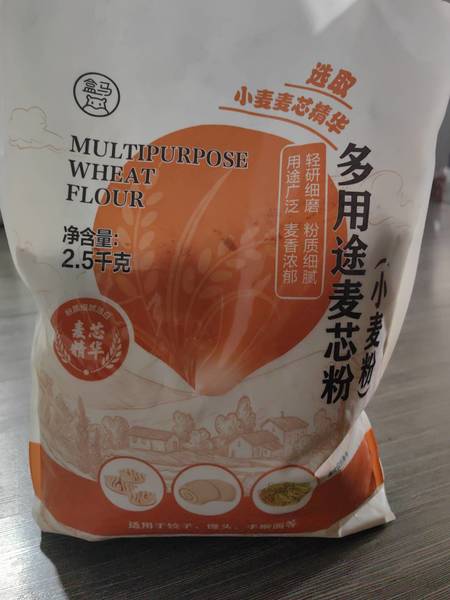 盒马
选取
小麦麦芯精华
MULTIPURPOSE
WHEAT
FLOUR
净含量:
2.5千克
轻研细磨 粉质细腻
用途广泛 麦香浓郁
多用途麦芯粉
(小麦粉)
麦芯
精华
适用于饺子、馒头、手擀面等